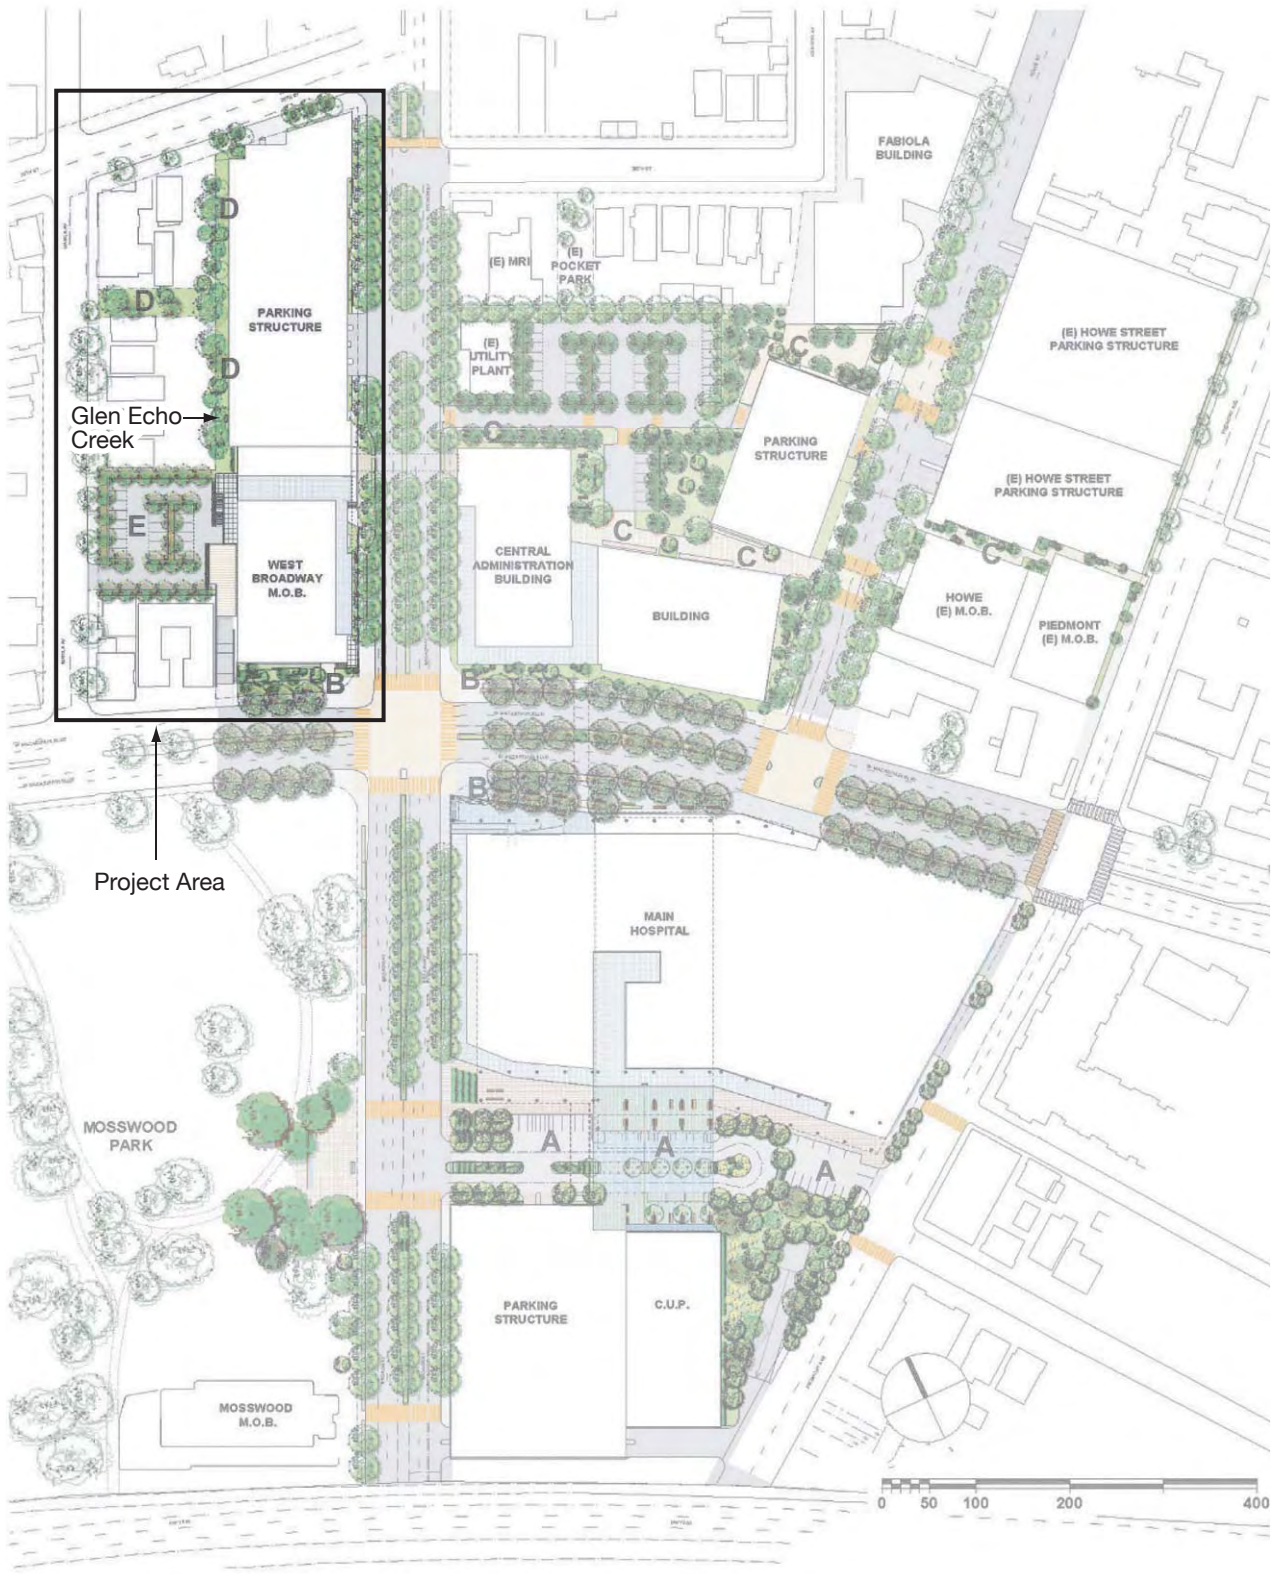 FABIOLA
BUILDING
38TH ST
(E) MRI
(E)
POCKET
PARK
D
D
D
PARKING
STRUCTURE
(E)
UTILITY
PLANT
C
(E) HOWE STREET
PARKING STRUCTURE
Glen Echo
Creek
C
PARKING
STRUCTURE
(E) HOWE STREET
PARKING STRUCTURE
E
WEST
BROADWAY
M.O.B.
CENTRAL
ADMINISTRATION
BUILDING
C
C
C
BUILDING
HOWE
(E) M.O.B.
PIEDMONT
(E) M.O.B.
B
B
B
Project Area
MAIN
HOSPITAL
MOSSWOOD
PARK
A
A
A
PARKING
STRUCTURE
C.U.P.
MOSSWOOD
M.O.B.
0 50 100 200 400